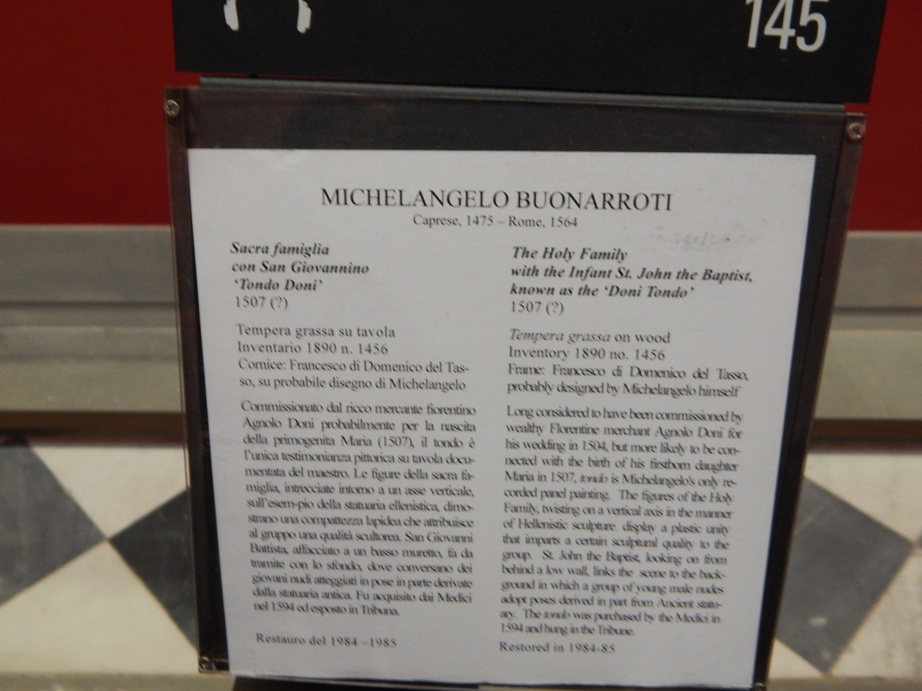 145
MICHELANGELO BUONARROTI
Caprese, 1475 – Rome, 1564
Sacra famiglia
con San Giovannino
‘Tondo Doni’
1507 (?)
Tempera grassa su tavola
Inventario 1890 n. 1456
Cornice: Francesco di Domenico del Tas-
so, su probabile disegno di Michelangelo
Commissionato dal ricco mercante fiorentino
Agnolo Doni probabilmente per la nascita
della primogenita Maria (1507), il tondo è
l'unica testimonianza pittorica su tavola docu-
mentata del maestro. Le figure della sacra fa-
miglia, intrecciate intorno a un asse verticale,
sull'esem-pio della statuaria ellenistica, dimo-
strano una compattezza lapidea che attribuisce
al gruppo una qualità scultorea. San Giovanni
Battista, affacciato a un basso muretto, fa da
tramite con lo sfondo, dove conversano dei
giovani nudi atteggiati in pose in parte derivate
dalla statuaria antica. Fu acquisito dai Medici
nel 1594 ed esposto in Tribuna.
Restauro del 1984 –1985
The Holy Family
with the Infant St. John the Baptist,
known as the ‘Doni Tondo’
1507 (?)
Tempera grassa on wood
Inventory 1890 no. 1456
Frame: Francesco di Domenico del Tasso,
probably designed by Michelangelo himself
Long considered to have been commissioned by
wealthy Florentine merchant Agnolo Doni for
his wedding in 1504, but more likely to be con-
nected with the birth of his firstborn daughter
Maria in 1507, tondo is Michelangelo's only re-
corded panel painting. The figures of the Holy
Family, twisting on a vertical axis in the manner
of Hellenistic sculpture display a plastic unity
that imparts a certain sculptural quality to the
group. St. John the Baptist, looking on from
behind a low wall, links the scene to the back-
ground in which a group of young male nudes
adopt poses derived in part from Ancient statu-
ary. The tondo was purchased by the Medici in
1594 and hung in the Tribune.
Restored in 1984-85